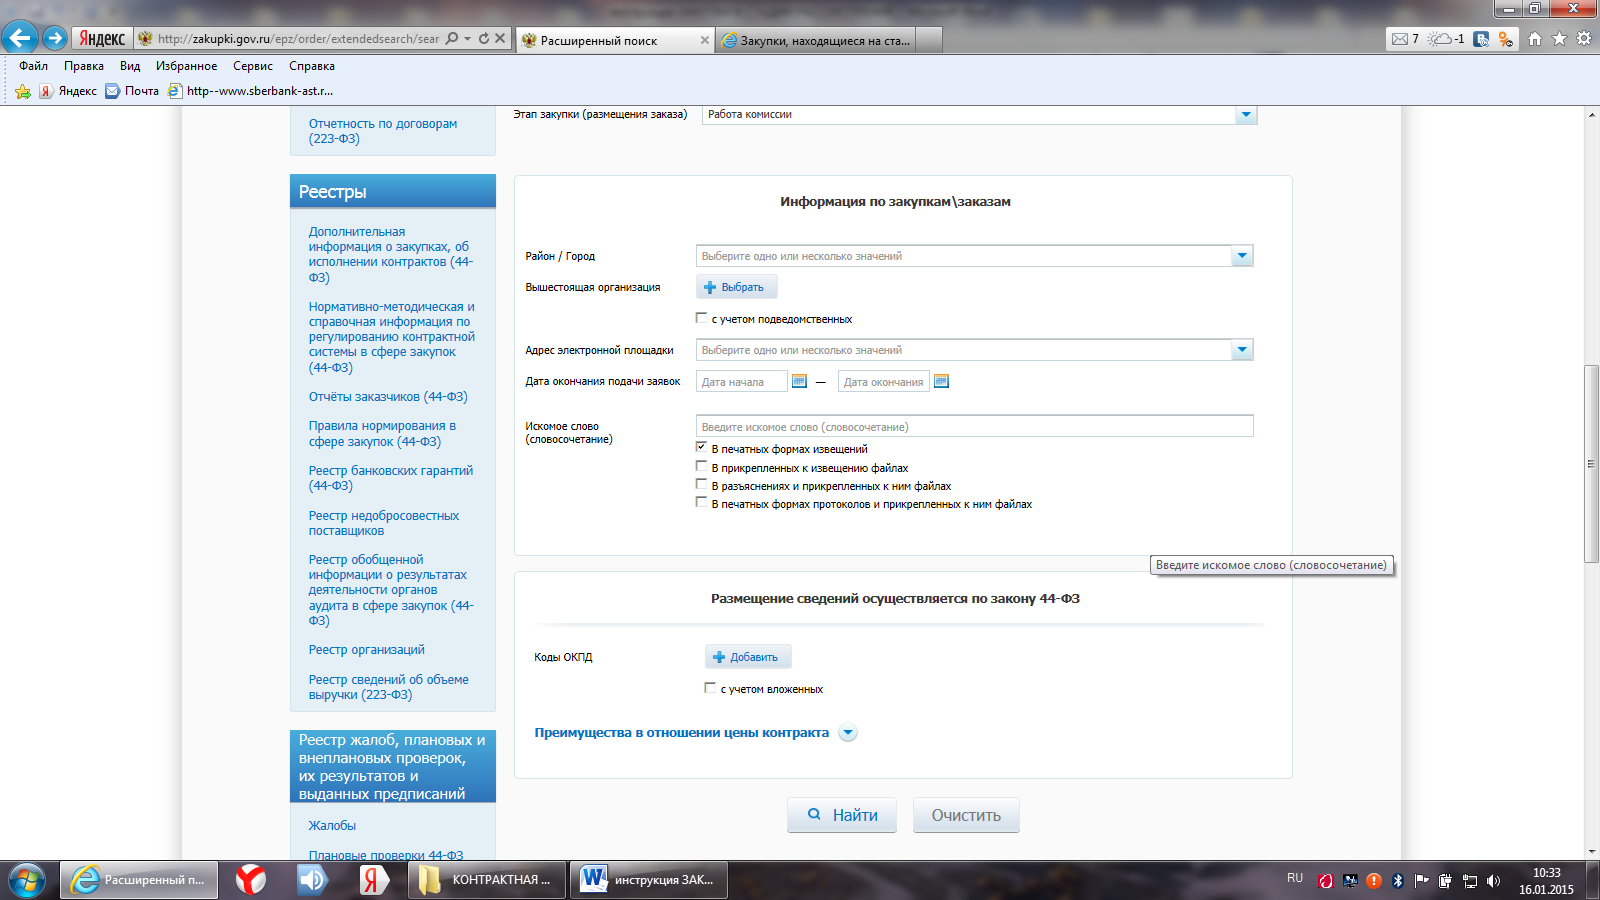 Яндекс
http://zakupki.gov.ru/epz/order/extendedsearch/sear
Расширенный поиск
Закупки, находящиеся на ста...
7
-1
Файл Правка Вид Избранное Сервис Справка
Яндекс Почта http--www.sberbank-ast.r...
Отчетность по договорам
(223-ФЗ)
Реестры
Дополнительная
информация о закупках, об
исполнении контрактов (44-
ФЗ)
Нормативно-методическая и
справочная информация по
регулированию контрактной
системы в сфере закупок
(44-ФЗ)
Отчёты заказчиков (44-ФЗ)
Правила нормирования в
сфере закупок (44-ФЗ)
Реестр банковских гарантий
(44-ФЗ)
Реестр недобросовестных
поставщиков
Реестр обобщенной
информации о результатах
деятельности органов
аудита в сфере закупок (44-
ФЗ)
Реестр организаций
Реестр сведений об объеме
выручки (223-ФЗ)
Реестр жалоб, плановых и
внеплановых проверок,
их результатов и
выданных предписаний
Жалобы
Плановые проверки 44-ФЗ
Этап закупки (размещения заказа) Работа комиссии
Информация по закупкам\заказам
Район / Город Выберите одно или несколько значений
Вышестоящая организация Выбрать
с учетом подведомственных
Адрес электронной площадки Выберите одно или несколько значений
Дата окончания подачи заявок Дата начала — Дата окончания
Искомое слово
(словосочетание)
Введите искомое слово (словосочетание)
В печатных формах извещений
В прикрепленных к извещению файлах
В разъяснениях и прикрепленных к ним файлах
В печатных формах протоколов и прикрепленных к ним файлах
Введите искомое слово (словосочетание)
Размещение сведений осуществляется по закону 44-ФЗ
Коды ОКПД Добавить
с учетом вложенных
Преимущества в отношении цены контракта
Найти Очистить
Расширенный п...
КОНТРАКТНАЯ ...
инструкция ЗАК...
RU
10:33
16.01.2015